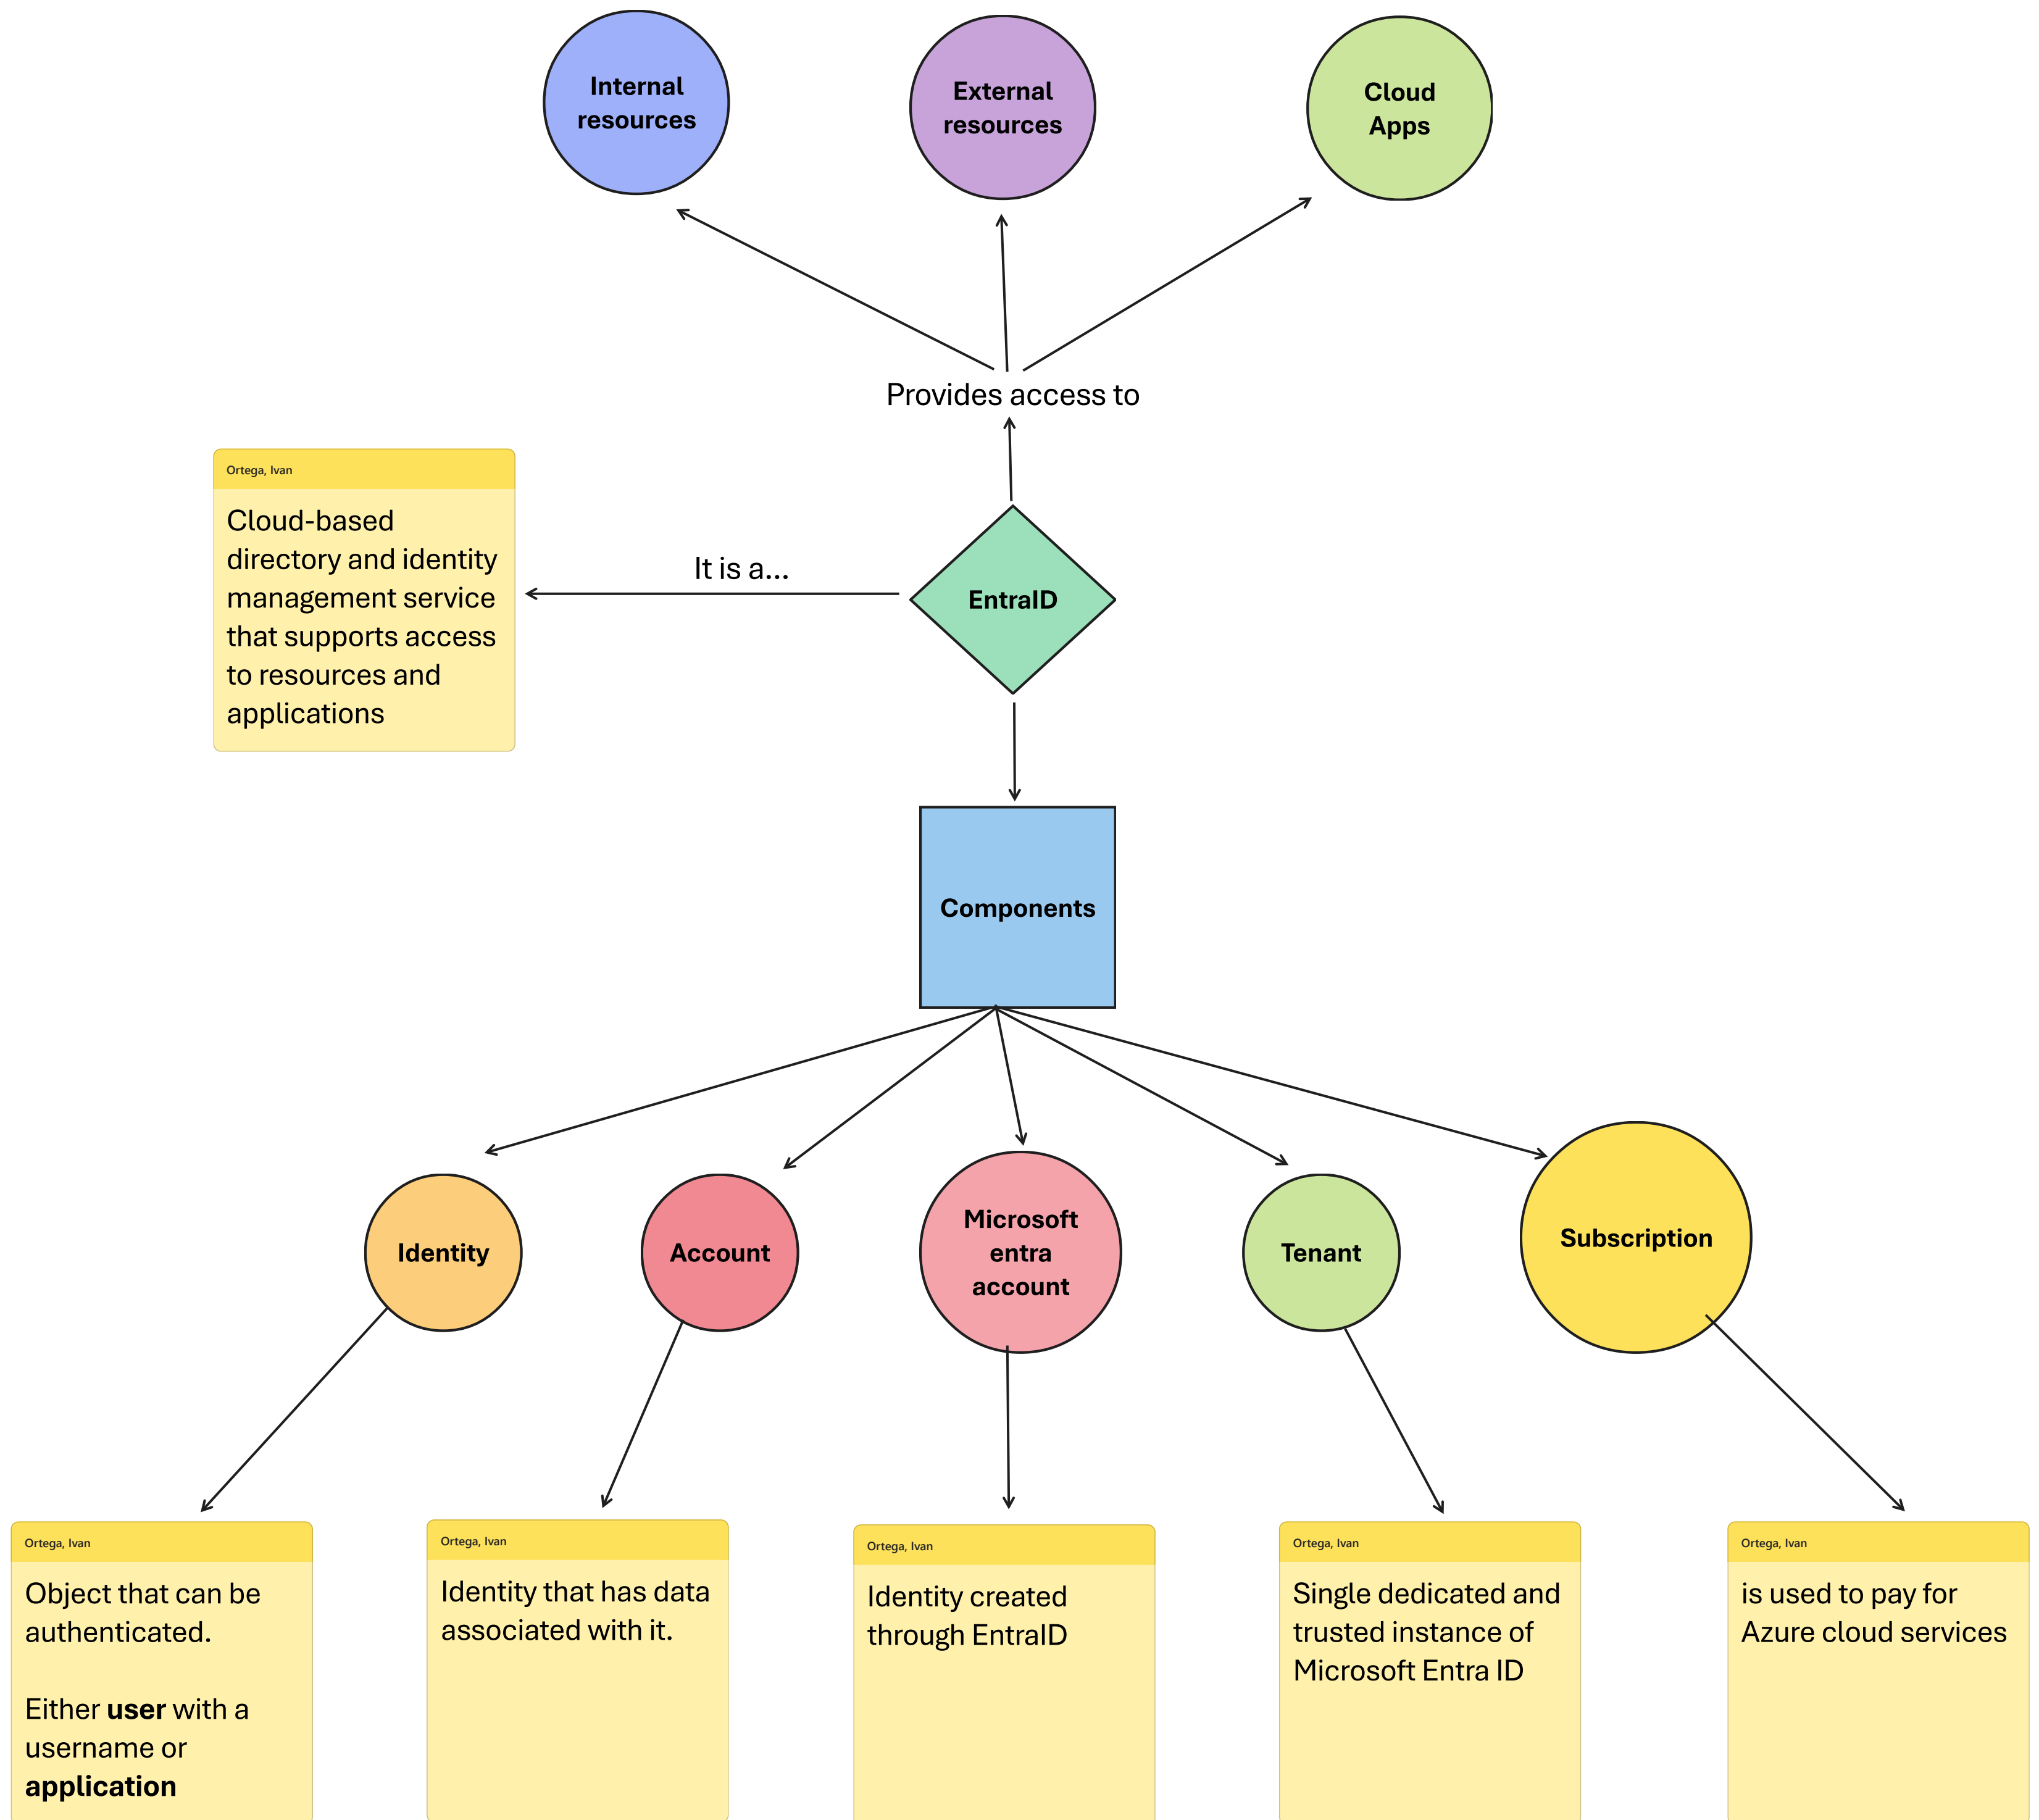 Internal
resources
External
resources
Cloud
Apps
Provides access to
Ortega, Ivan
Cloud-based
directory and identity
management service
that supports access
to resources and
applications
It is a...
EntraID
Components
Identity
Account
Microsoft
entra
account
Tenant
Subscription
Ortega, Ivan
Object that can be
authenticated.
Either user with a
username or
application
Ortega, Ivan
Identity that has data
associated with it.
Ortega, Ivan
Identity created
through EntraID
Ortega, Ivan
Single dedicated and
trusted instance of
Microsoft Entra ID
Ortega, Ivan
is used to pay for
Azure cloud services